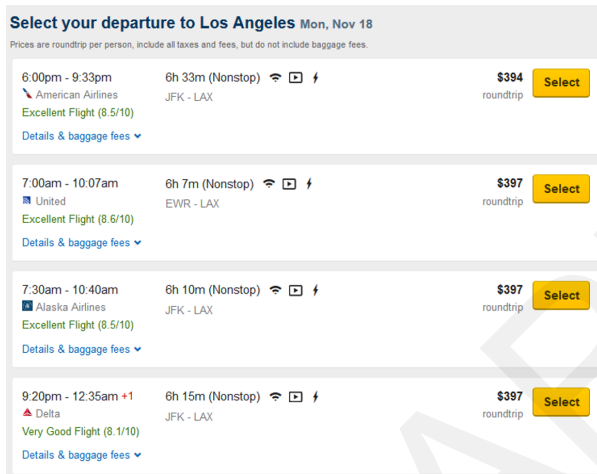 Select your departure to Los Angeles Mon, Nov 18
Prices are roundtrip per person, include all taxes and fees, but do not include baggage fees.
6:00pm - 9:33pm 6h 33m (Nonstop) $394 Select
American Airlines JFK - LAX roundtrip
Excellent Flight (8.5/10)
Details & baggage fees
7:00am - 10:07am 6h 7m (Nonstop) $397 Select
United EWR - LAX roundtrip
Excellent Flight (8.6/10)
Details & baggage fees
7:30am - 10:40am 6h 10m (Nonstop) $397 Select
Alaska Airlines JFK - LAX roundtrip
Excellent Flight (8.5/10)
Details & baggage fees
9:20pm - 12:35am +1 6h 15m (Nonstop) $397 Select
Delta JFK - LAX roundtrip
Very Good Flight (8.1/10)
Details & baggage fees